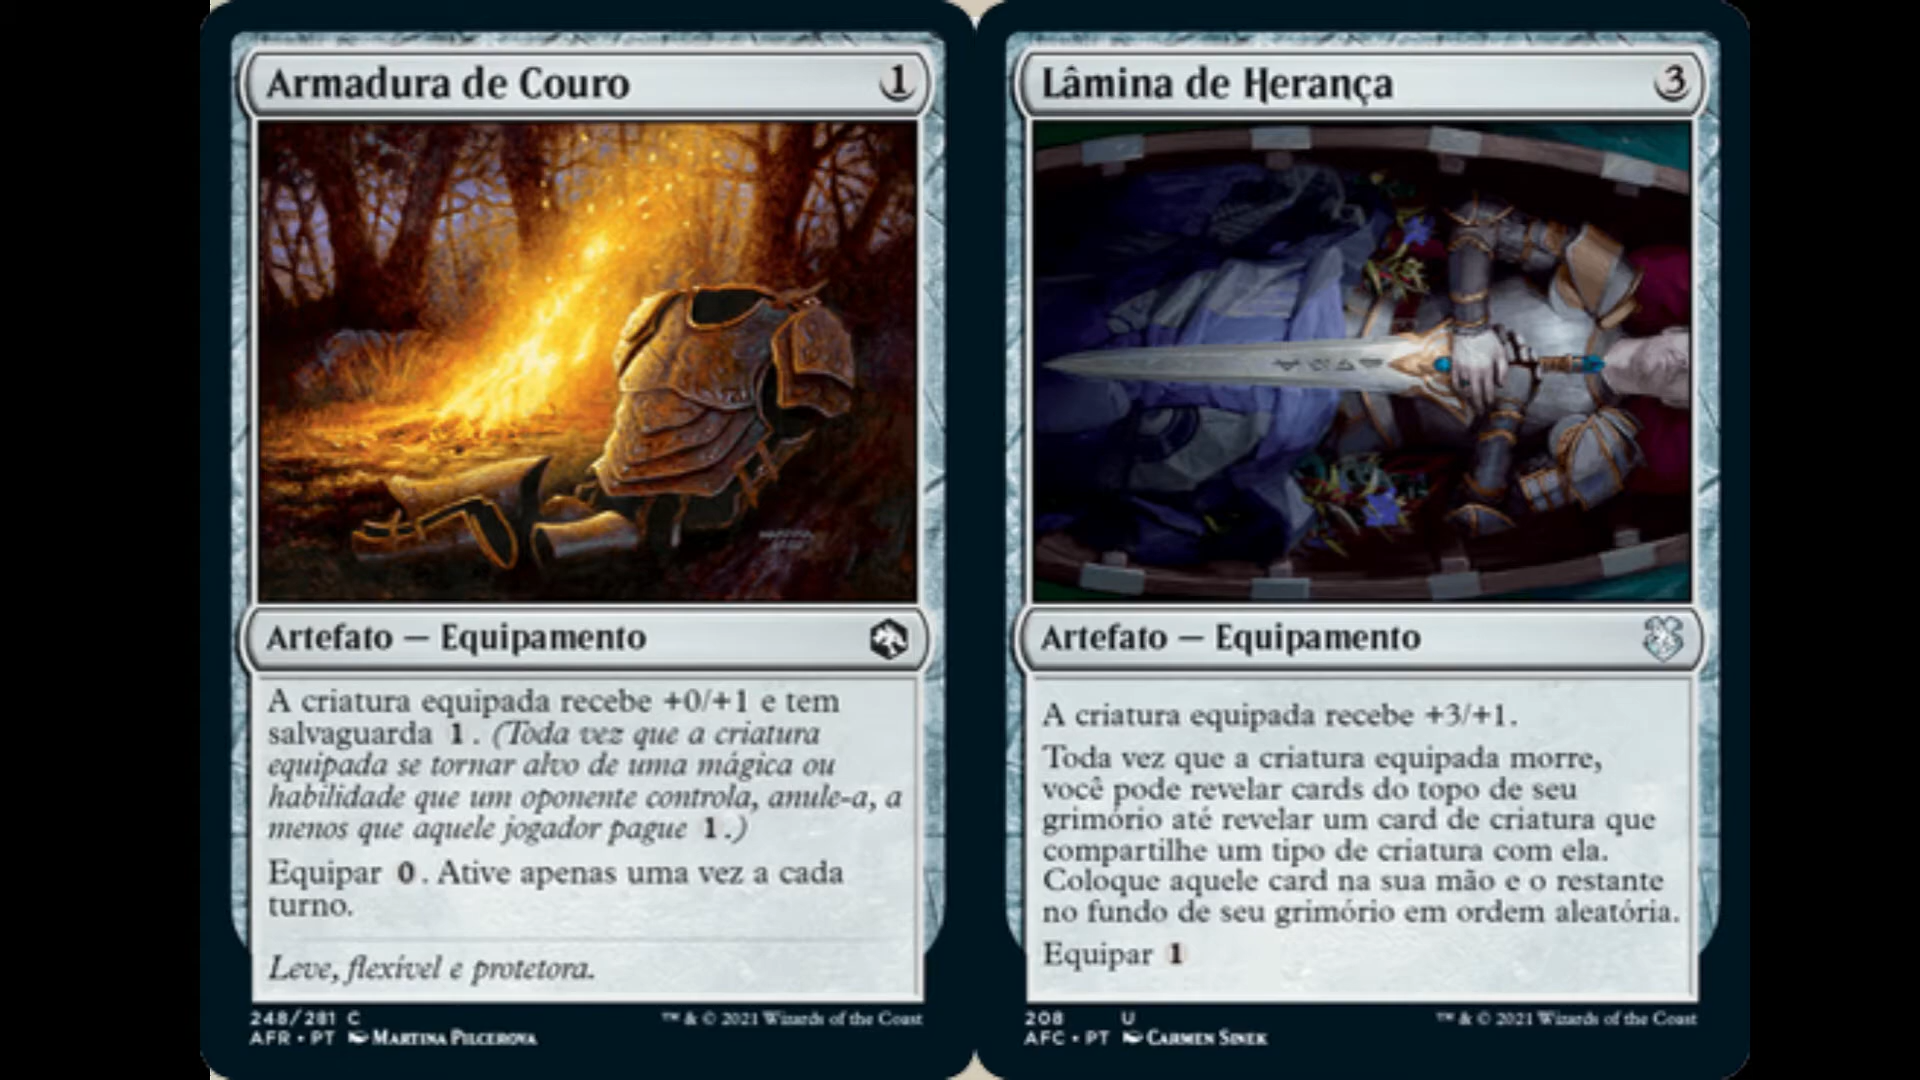 Armadura de Couro 1
Artefato — Equipamento
A criatura equipada recebe +0/+1 e tem
salvaguarda 1. (Toda vez que a criatura
equipada se tornar alvo de uma mágica ou
habilidade que um oponente controla, anule-a, a
menos que aquele jogador pague 1.)
Equipar 0. Ative apenas uma vez a cada
turno.
Leve, flexível e protetora.
248/281 C
AFR • PT Martina Pilcerova
™ & © 2021 Wizards of the Coast
Lâmina de Herança 3
Artefato — Equipamento
A criatura equipada recebe +3/+1.
Toda vez que a criatura equipada morre,
você pode revelar cards do topo de seu
grimório até revelar um card de criatura que
compartilhe um tipo de criatura com ela.
Coloque aquele card na sua mão e o restante
no fundo de seu grimório em ordem aleatória.
Equipar 1
208 U
AFC • PT Carmen Sinek
™ & © 2021 Wizards of the Coast